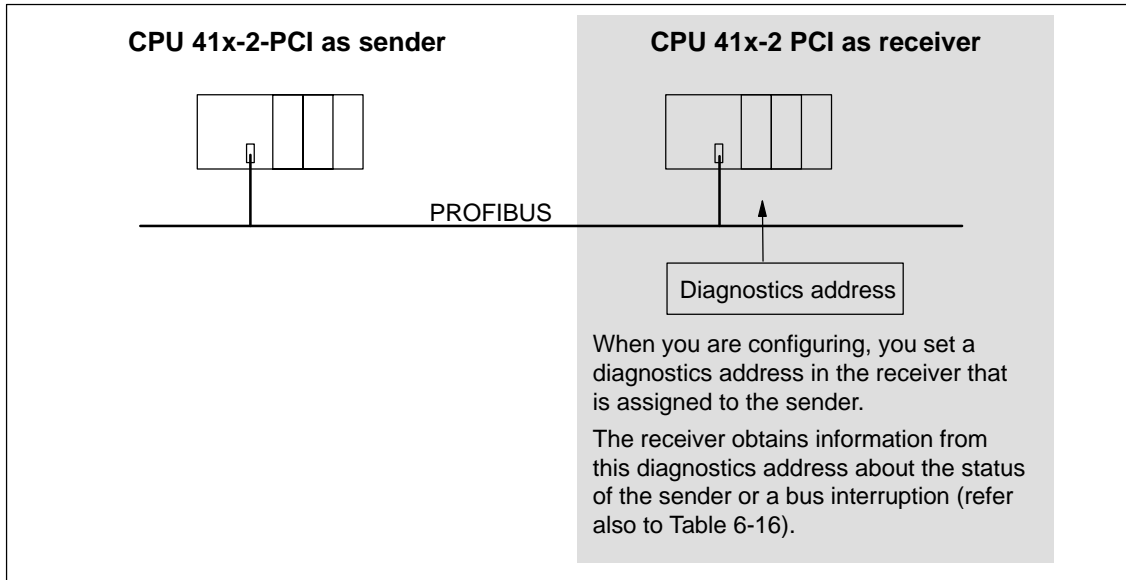 CPU 41x-2-PCI as sender
CPU 41x-2 PCI as receiver
PROFIBUS
Diagnostics address
When you are configuring, you set a
diagnostics address in the receiver that
is assigned to the sender.
The receiver obtains information from
this diagnostics address about the status
of the sender or a bus interruption (refer
also to Table 6-16).